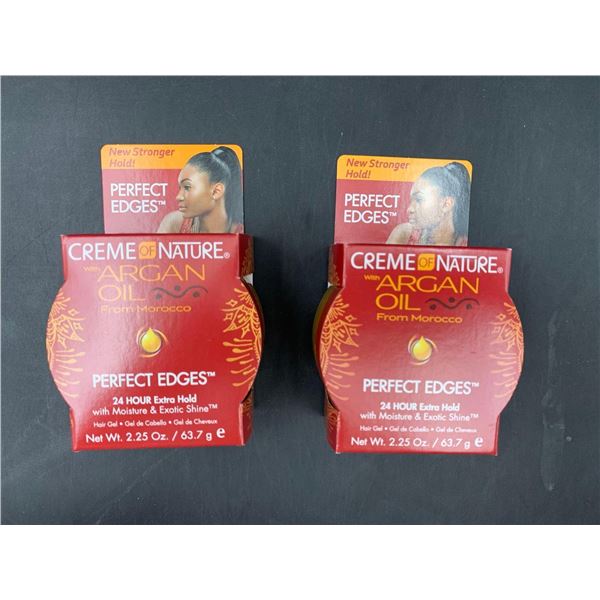 New Stronger
Hold!
PERFECT
EDGES™
CREME OF NATURE®
with
ARGAN
OIL
From Morocco
PERFECT EDGES™
24 HOUR Extra Hold
with Moisture & Exotic Shine™
Hair Gel • Gel de Cabello • Gel de Cheveux
Net Wt. 2.25 Oz. / 63.7 g e
New Stronger
Hold!
PERFECT
EDGES™
CREME OF NATURE®
with
ARGAN
OIL
From Morocco
PERFECT EDGES™
24 HOUR Extra Hold
with Moisture & Exotic Shine™
Hair Gel • Gel de Cabello • Gel de Cheveux
Net Wt. 2.25 Oz. / 63.7 g e